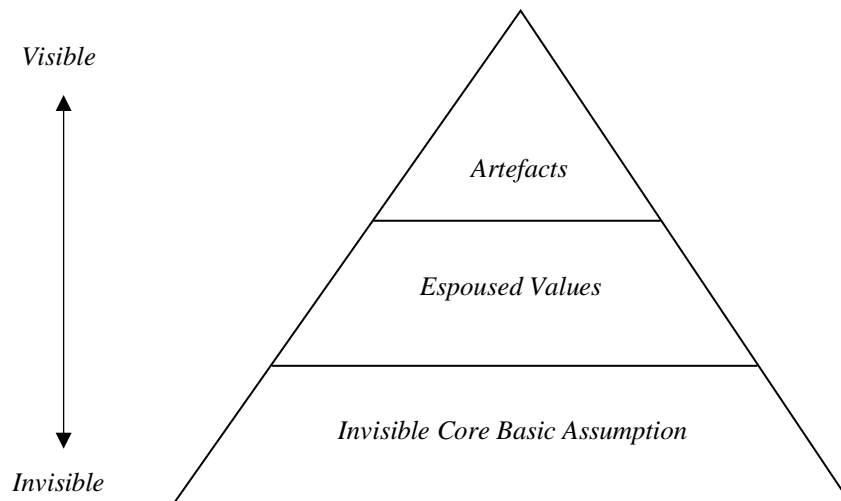 Visible
Artefacts
Espoused Values
Invisible Core Basic Assumption
Invisible